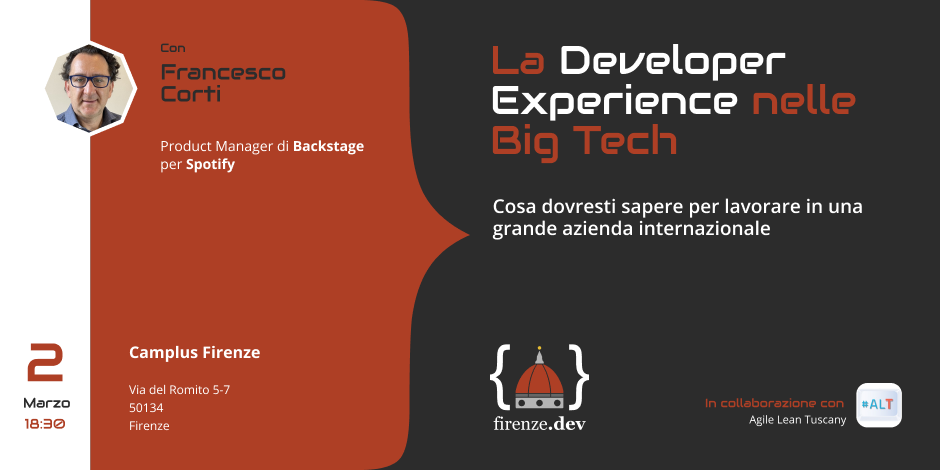 Con
Francesco
Corti
Product Manager di Backstage
per Spotify
La Developer
Experience nelle
Big Tech
Cosa dovresti sapere per lavorare in una
grande azienda internazionale
2
Marzo
18:30
Camplus Firenze
Via del Romito 5-7
50134
Firenze
{ }
firenze.dev
In collaborazione con
Agile Lean Tuscany
#ALT